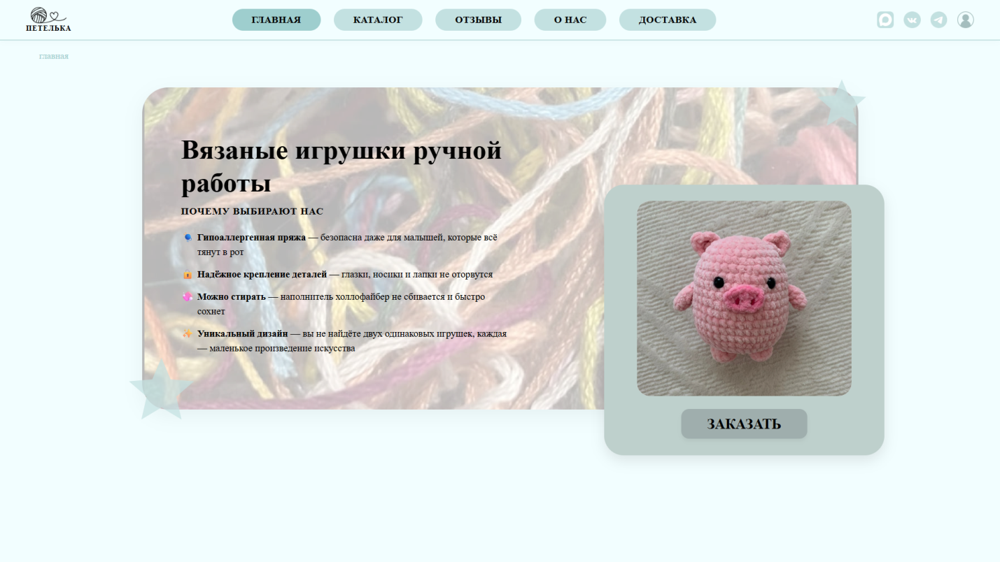 ПЕТЕЛЬКА
ГЛАВНАЯ
КАТАЛОГ
ОТЗЫВЫ
О НАС
ДОСТАВКА
главная
Вязаные игрушки ручной
работы
ПОЧЕМУ ВЫБИРАЮТ НАС
Гипоаллергенная пряжа — безопасна даже для малышей, которые всё
тянут в рот
Надёжное крепление деталей — глазки, носики и лапки не оторвутся
Можно стирать — наполнитель холлофайбер не сбивается и быстро
сохнет
Уникальный дизайн — вы не найдёте двух одинаковых игрушек, каждая
— маленькое произведение искусства
ЗАКАЗАТЬ